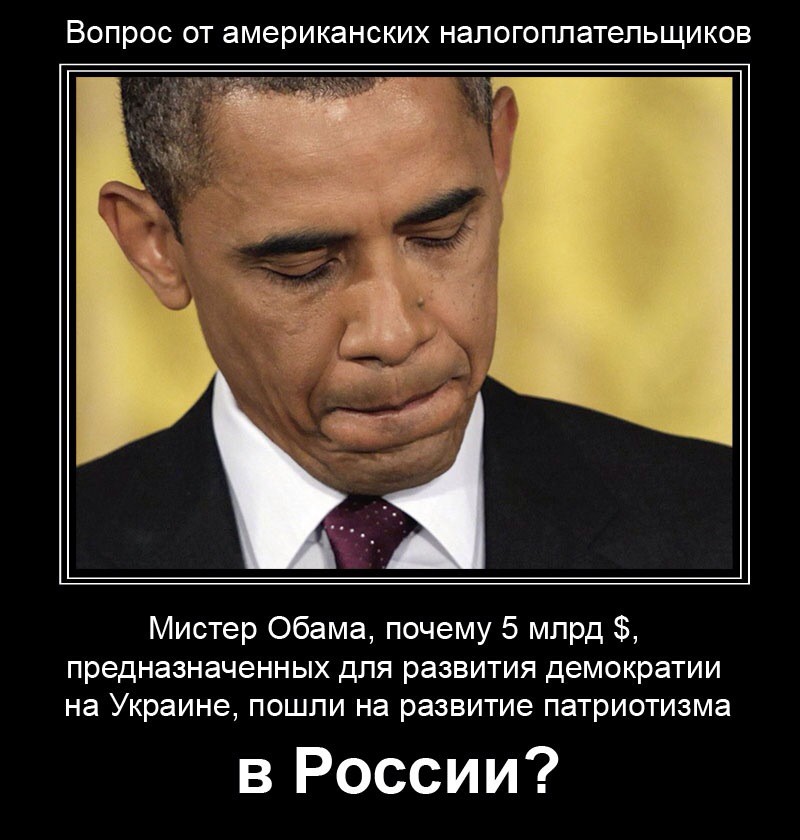 Вопрос от американских налогоплательщиков
Мистер Обама, почему 5 млрд $,
предназначенных для развития демократии
на Украине, пошли на развитие патриотизма
в России?